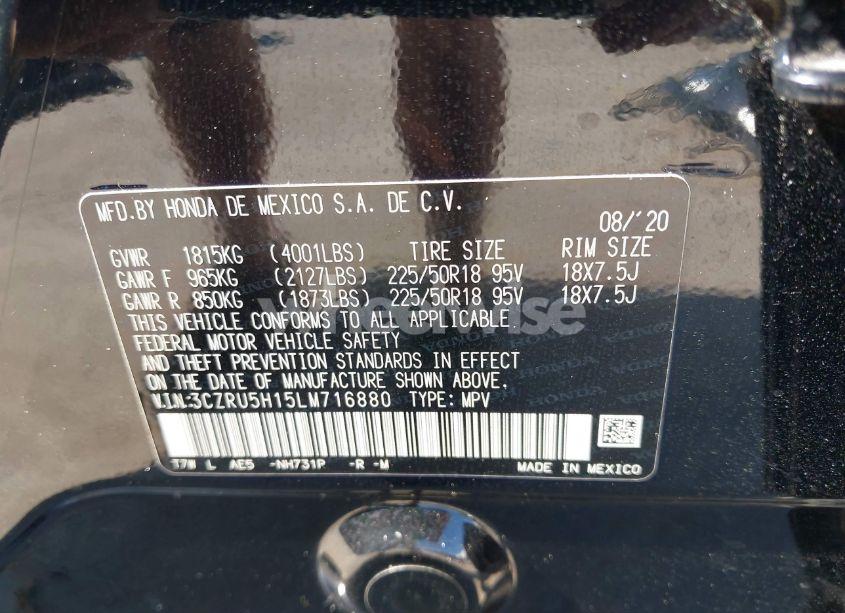 MFD.BY HONDA DE MEXICO S.A. DE C.V.
08/'20
GVWR 1815KG (4001LBS) TIRE SIZE RIM SIZE
GAWR F 965KG (2127LBS) 225/50R18 95V 18X7.5J
GAWR R 850KG (1873LBS) 225/50R18 95V 18X7.5J
THIS VEHICLE CONFORMS TO ALL APPLICABLE
FEDERAL MOTOR VEHICLE SAFETY
AND THEFT PREVENTION STANDARDS IN EFFECT
ON THE DATE OF MANUFACTURE SHOWN ABOVE.
V.I.N:3CZRU5H15LM716880 TYPE: MPV
T7W L AE5 -NH731P -R -M
MADE IN MEXICO